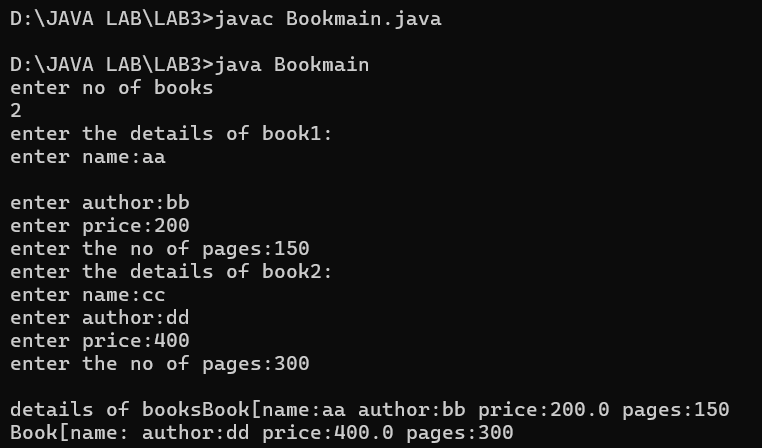 D:\JAVA LAB\LAB3>javac Bookmain.java
D:\JAVA LAB\LAB3>java Bookmain
enter no of books
2
enter the details of book1:
enter name:aa
enter author:bb
enter price:200
enter the no of pages:150
enter the details of book2:
enter name:cc
enter author:dd
enter price:400
enter the no of pages:300
details of booksBook[name:aa author:bb price:200.0 pages:150
Book[name: author:dd price:400.0 pages:300